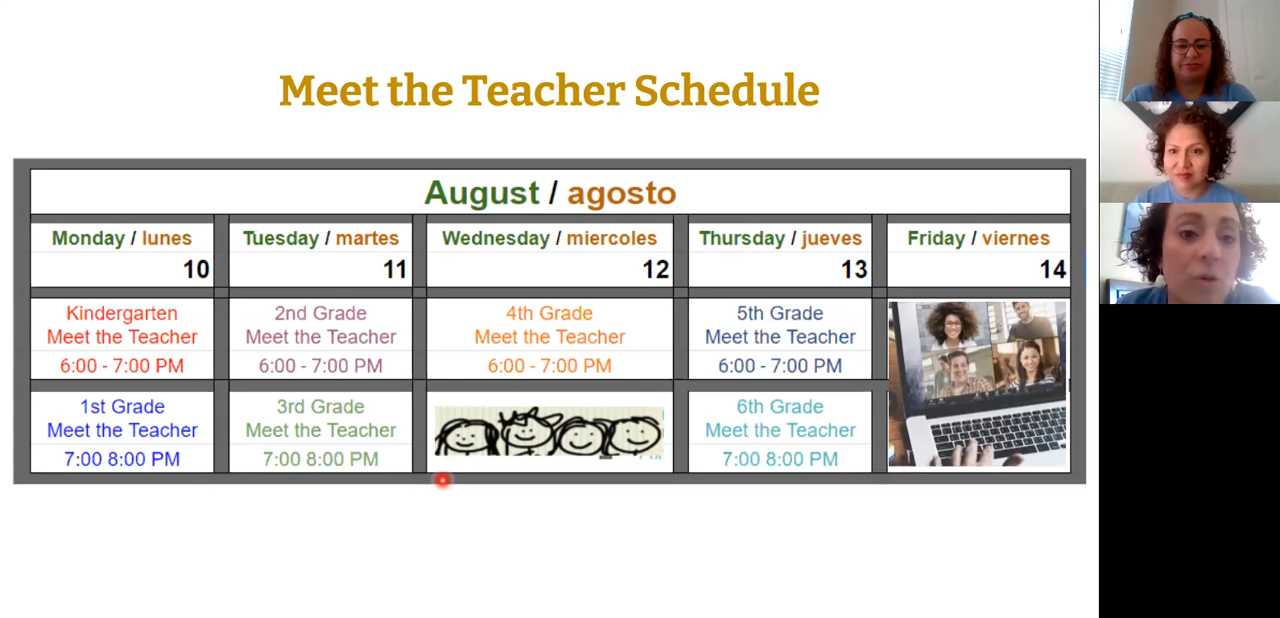 Meet the Teacher Schedule
August / agosto
Monday / lunes
10
Tuesday / martes
11
Wednesday / miercoles
12
Thursday / jueves
13
Friday / viernes
14
Kindergarten
Meet the Teacher
6:00 - 7:00 PM
2nd Grade
Meet the Teacher
6:00 - 7:00 PM
4th Grade
Meet the Teacher
6:00 - 7:00 PM
5th Grade
Meet the Teacher
6:00 - 7:00 PM
1st Grade
Meet the Teacher
7:00 8:00 PM
3rd Grade
Meet the Teacher
7:00 8:00 PM
6th Grade
Meet the Teacher
7:00 8:00 PM